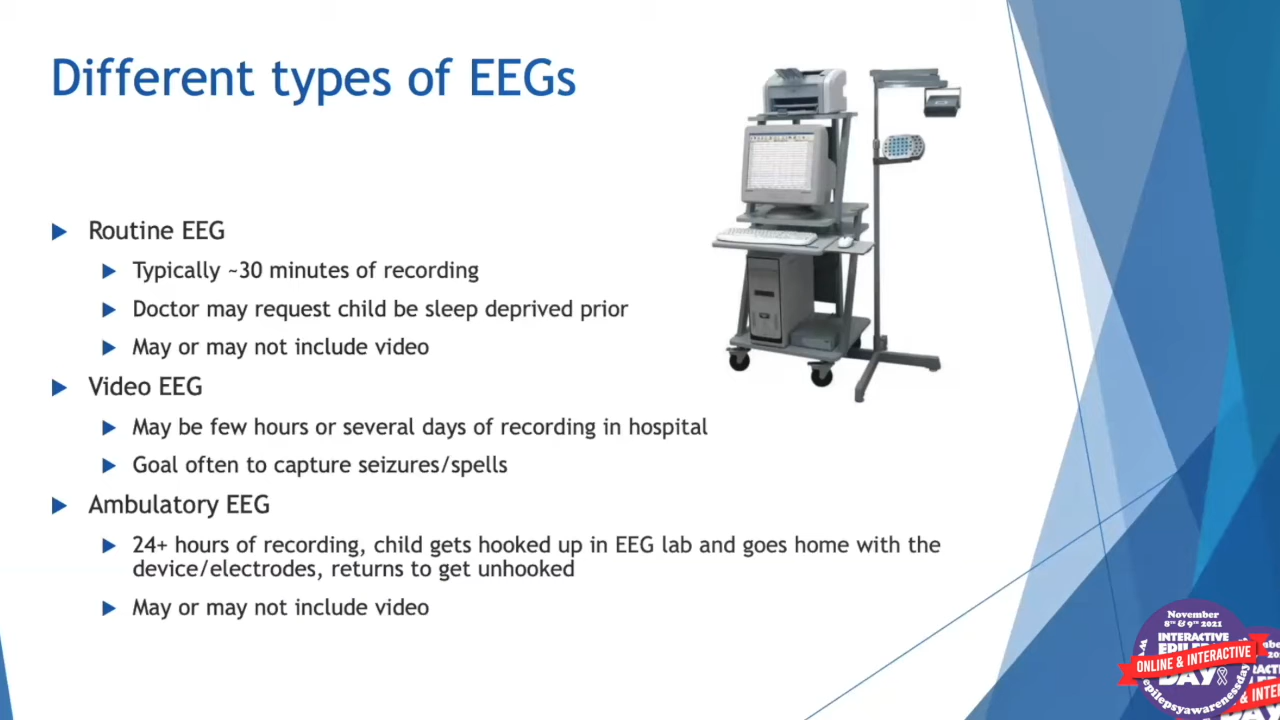 Different types of EEGs
Routine EEG
Typically ~30 minutes of recording
Doctor may request child be sleep deprived prior
May or may not include video
Video EEG
May be few hours or several days of recording in hospital
Goal often to capture seizures/spells
Ambulatory EEG
24+ hours of recording, child gets hooked up in EEG lab and goes home with the
device/electrodes, returns to get unhooked
May or may not include video
November
8TH & 9TH 2021
INTERACTIVE
ONLINE & INTERACTIVE
DAY
epilepsyawarenessday